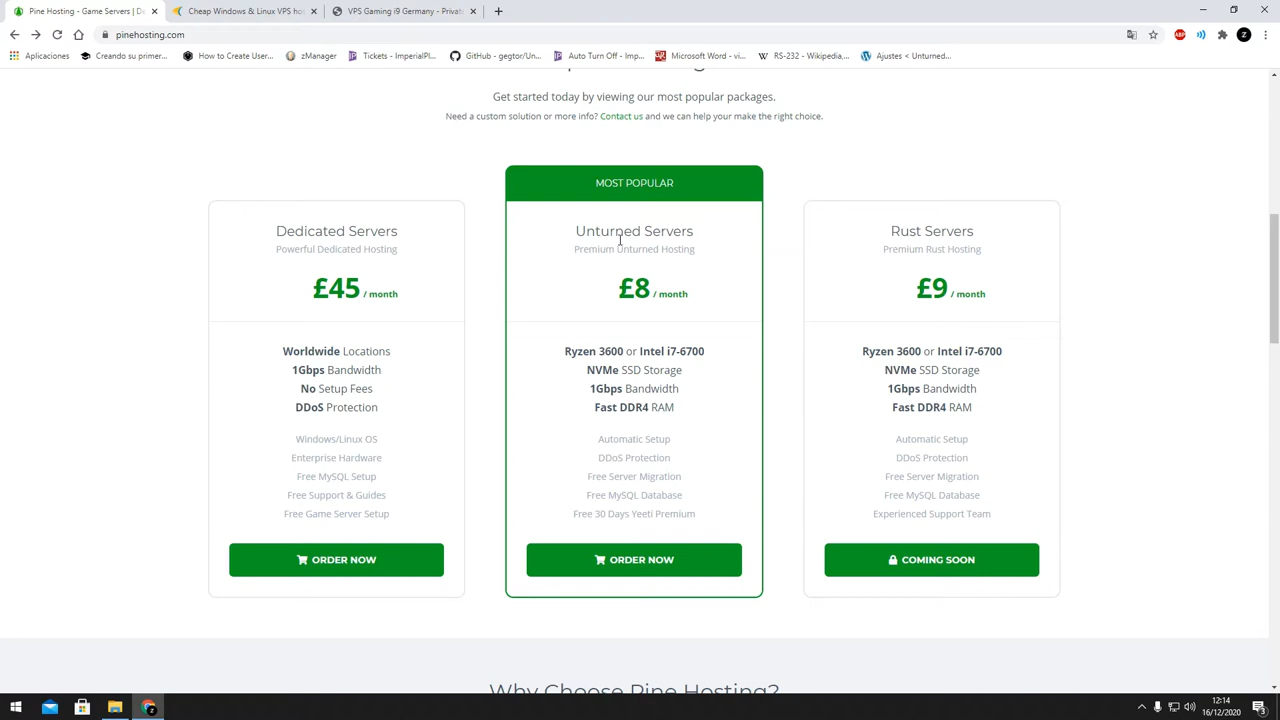 Pine Hosting - Game Servers | De
Cheap Windows & Linux VPS hos
VPS Gaming i9 Germany - Privat
pinehosting.com
ABP
Z
Aplicaciones
Creando su primer...
How to Create User...
zManager
Tickets - ImperialPl...
GitHub - gegtor/Un...
Auto Turn Off - Imp...
Microsoft Word - vi...
RS-232 - Wikipedia,...
Ajustes < Unturned...
Get started today by viewing our most popular packages.
Need a custom solution or more info? Contact us and we can help your make the right choice.
MOST POPULAR
Dedicated Servers
Powerful Dedicated Hosting
£45 / month
Worldwide Locations
1Gbps Bandwidth
No Setup Fees
DDoS Protection
Windows/Linux OS
Enterprise Hardware
Free MySQL Setup
Free Support & Guides
Free Game Server Setup
ORDER NOW
Unturned Servers
Premium Unturned Hosting
£8 / month
Ryzen 3600 or Intel i7-6700
NVMe SSD Storage
1Gbps Bandwidth
Fast DDR4 RAM
Automatic Setup
DDoS Protection
Free Server Migration
Free MySQL Database
Free 30 Days Yeeti Premium
ORDER NOW
Rust Servers
Premium Rust Hosting
£9 / month
Ryzen 3600 or Intel i7-6700
NVMe SSD Storage
1Gbps Bandwidth
Fast DDR4 RAM
Automatic Setup
DDoS Protection
Free Server Migration
Free MySQL Database
Experienced Support Team
COMING SOON
Why Choose Pine Hosting?
12:14
16/12/2020
3